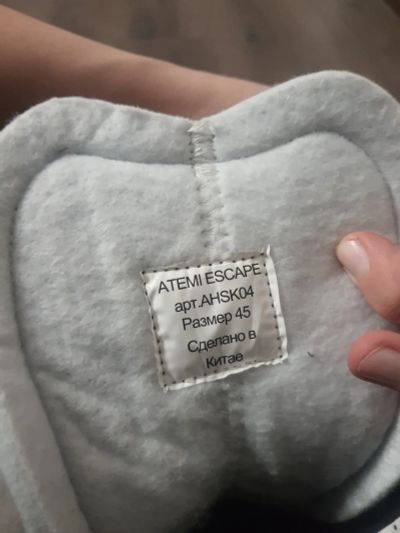 ATEMI ESCAPE
арт.AHSK04
Размер 45
Сделано в
Китае